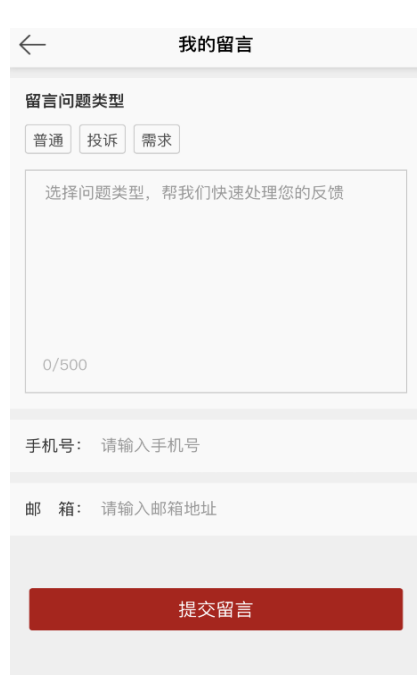 我的留言
留言问题类型
普通 投诉 需求
选择问题类型，帮我们快速处理您的反馈
0/500
手机号： 请输入手机号
邮 箱： 请输入邮箱地址
提交留言